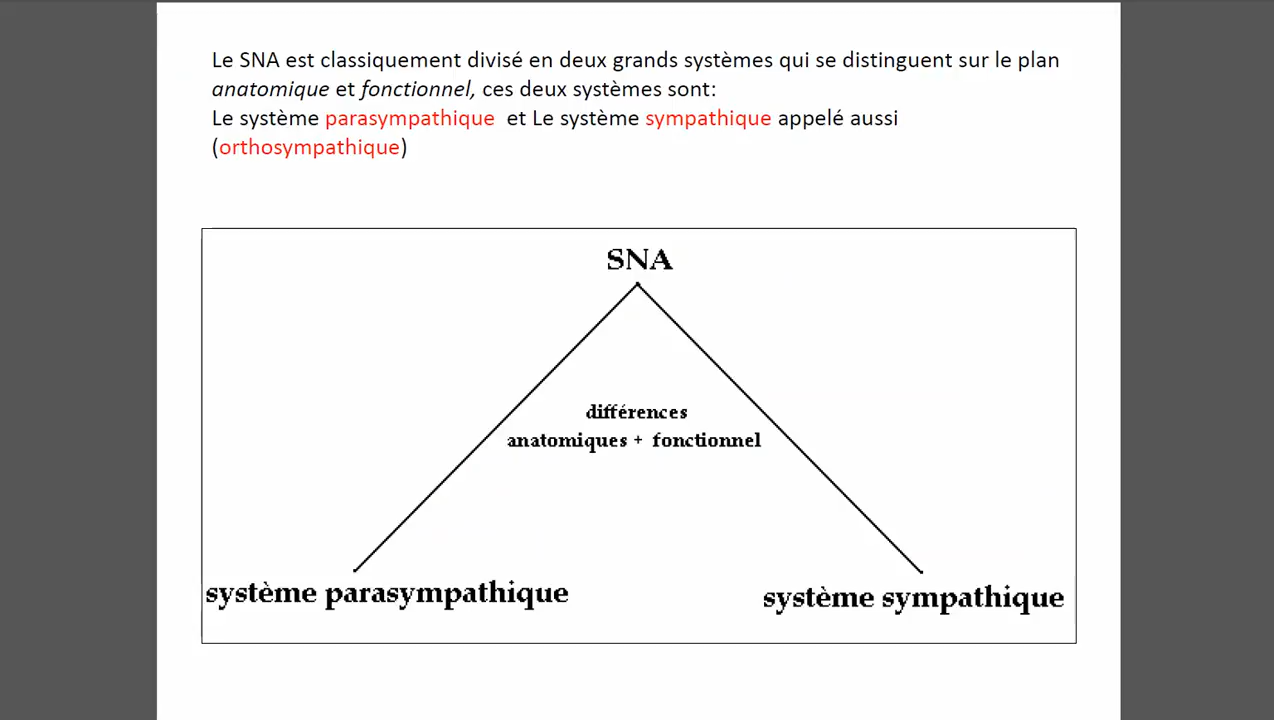 Le SNA est classiquement divisé en deux grands systèmes qui se distinguent sur le plan
anatomique et fonctionnel, ces deux systèmes sont:
Le système parasympathique et Le système sympathique appelé aussi
(orthosympathique)
SNA
différences
anatomiques + fonctionnel
système parasympathique
système sympathique